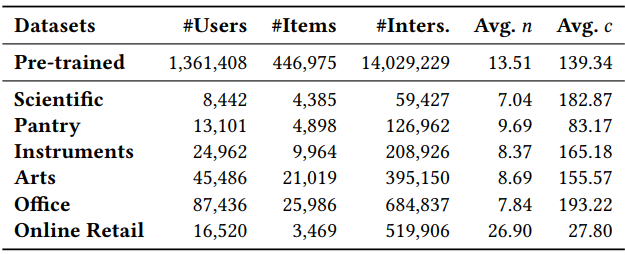 Datasets #Users #Items #Inters. Avg. n Avg. c
Pre-trained 1,361,408 446,975 14,029,229 13.51 139.34
Scientific 8,442 4,385 59,427 7.04 182.87
Pantry 13,101 4,898 126,962 9.69 83.17
Instruments 24,962 9,964 208,926 8.37 165.18
Arts 45,486 21,019 395,150 8.69 155.57
Office 87,436 25,986 684,837 7.84 193.22
Online Retail 16,520 3,469 519,906 26.90 27.80